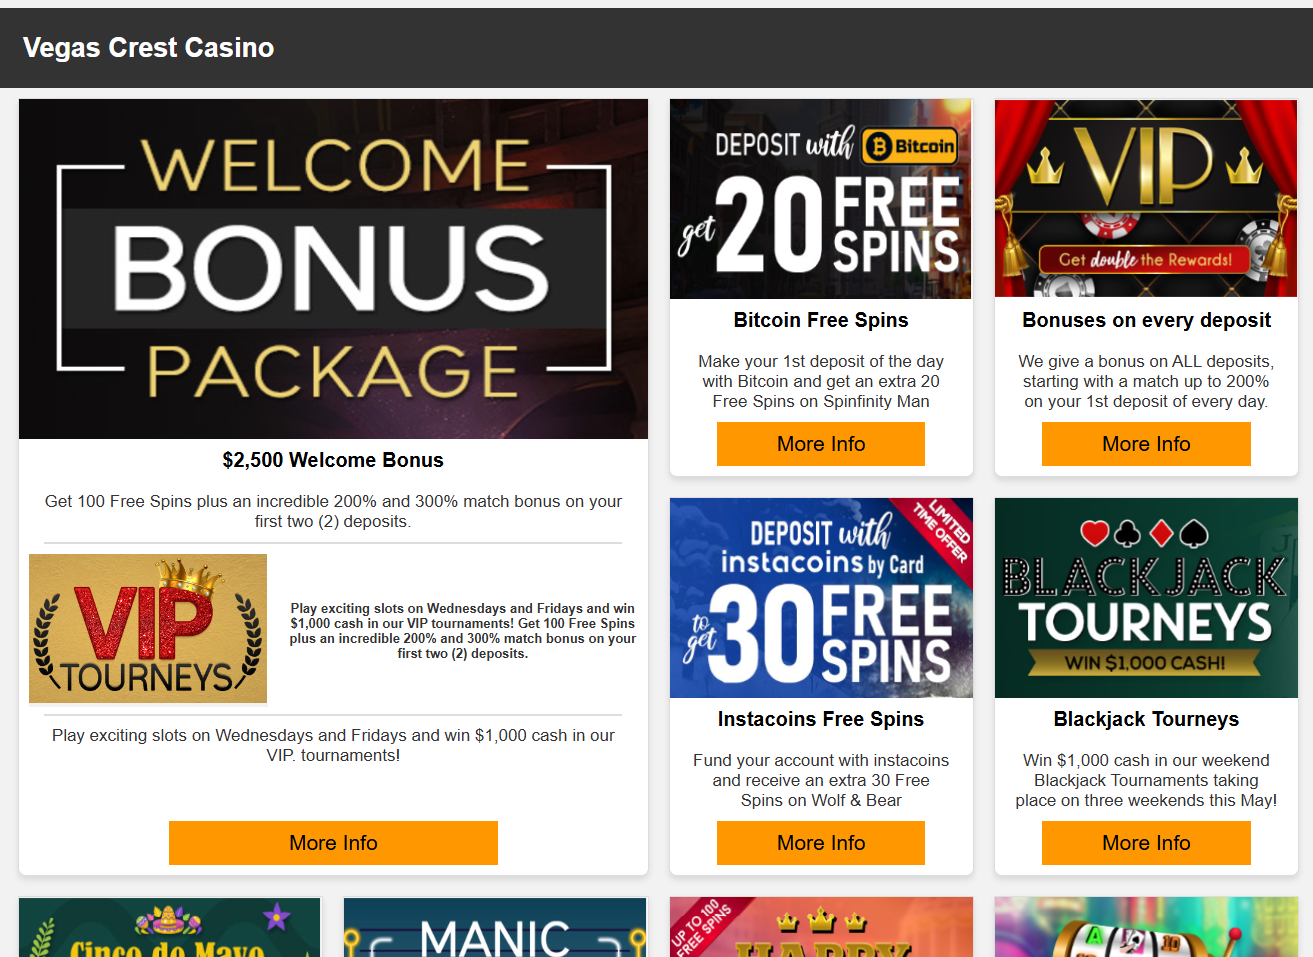 Vegas Crest Casino
WELCOME
BONUS
PACKAGE
$2,500 Welcome Bonus
Get 100 Free Spins plus an incredible 200% and 300% match bonus on your
first two (2) deposits.
VIP
TOURNEYS
Play exciting slots on Wednesdays and Fridays and win
$1,000 cash in our VIP tournaments! Get 100 Free Spins
plus an incredible 200% and 300% match bonus on your
first two (2) deposits.
Play exciting slots on Wednesdays and Fridays and win $1,000 cash in our
VIP. tournaments!
More Info
DEPOSIT with Bitcoin
get 20 FREE
SPINS
Bitcoin Free Spins
Make your 1st deposit of the day
with Bitcoin and get an extra 20
Free Spins on Spinfinity Man
More Info
VIP
Get double the Rewards!
Bonuses on every deposit
We give a bonus on ALL deposits,
starting with a match up to 200%
on your 1st deposit of every day.
More Info
LIMITED
TIME OFFER
DEPOSIT with
instacoins by Card
to get 30 FREE
SPINS
Instacoins Free Spins
Fund your account with instacoins
and receive an extra 30 Free
Spins on Wolf & Bear
More Info
BLACKJACK
TOURNEYS
WIN $1,000 CASH!
Blackjack Tourneys
Win $1,000 cash in our weekend
Blackjack Tournaments taking
place on three weekends this May!
More Info
Cinco de Mayo
MANIC
UP TO 100
FREE SPINS
HAPPY